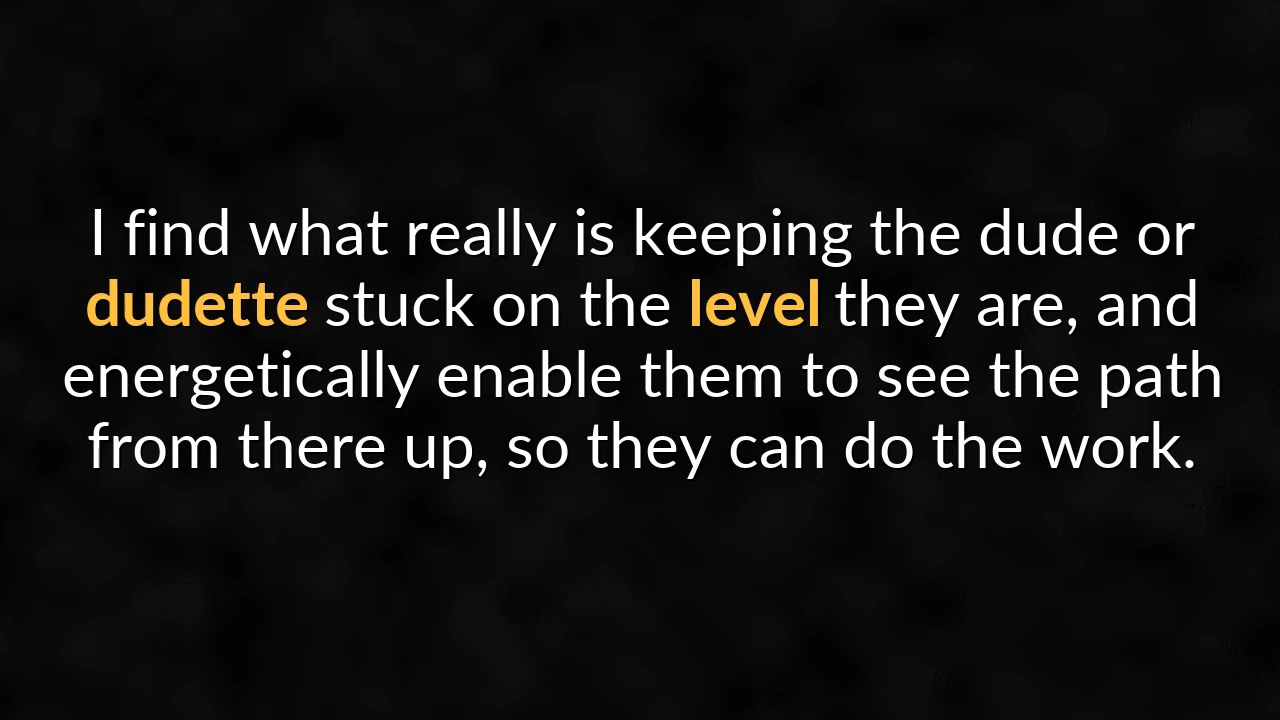 I find what really is keeping the dude or
dudette stuck on the level they are, and
energetically enable them to see the path
from there up, so they can do the work.